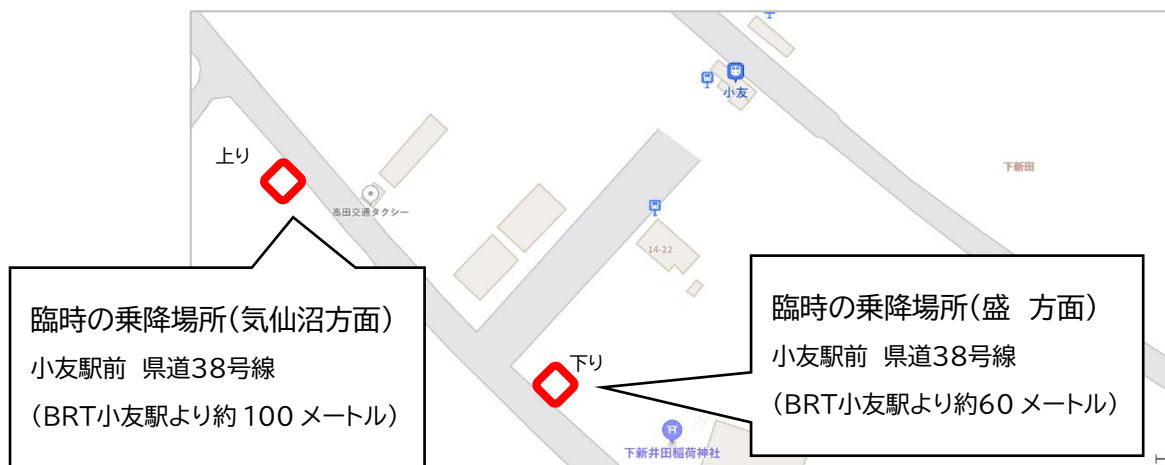 小友
下新田
上り
高田交通タクシー
14-22
臨時の乗降場所(気仙沼方面)
小友駅前 県道38号線
(BRT小友駅より約100メートル)
臨時の乗降場所(盛 方面)
小友駅前 県道38号線
(BRT小友駅より約60メートル)
下り
下新井田稲荷神社